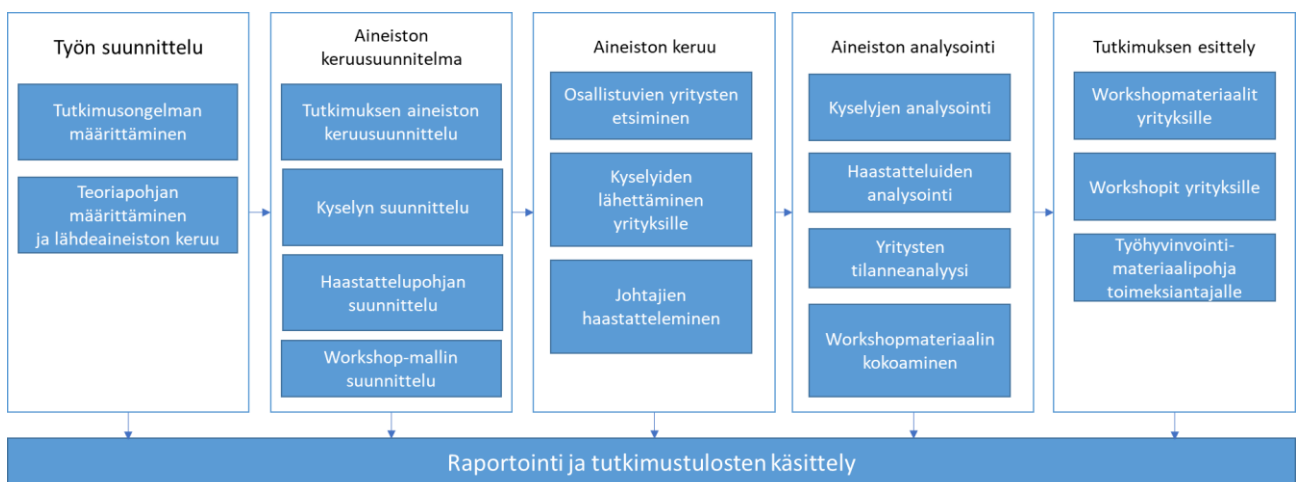 Työn suunnittelu
Tutkimusongelman
määrittäminen
Teoriapohjan
määrittäminen
ja lähdeaineiston keruu
Aineiston
keruusuunnitelma
Tutkimuksen aineiston
keruusuunnittelu
Kyselyn suunnittelu
Haastattelupohjan
suunnittelu
Workshop-mallin
suunnittelu
Aineiston keruu
Osallistuvien yritysten
etsiminen
Kyselyiden
lähettäminen
yrityksille
Johtajien
haastatteleminen
Aineiston analysointi
Kyselyjen analysointi
Haastatteluiden
analysointi
Yritysten
tilanneanalyysi
Workshopmateriaalin
kokoaminen
Tutkimuksen esittely
Workshopmateriaalit
yrityksille
Workshopit yrityksille
Työhyvinvointi-
materiaalipohja
toimeksiantajalle
Raportointi ja tutkimustulosten käsittely